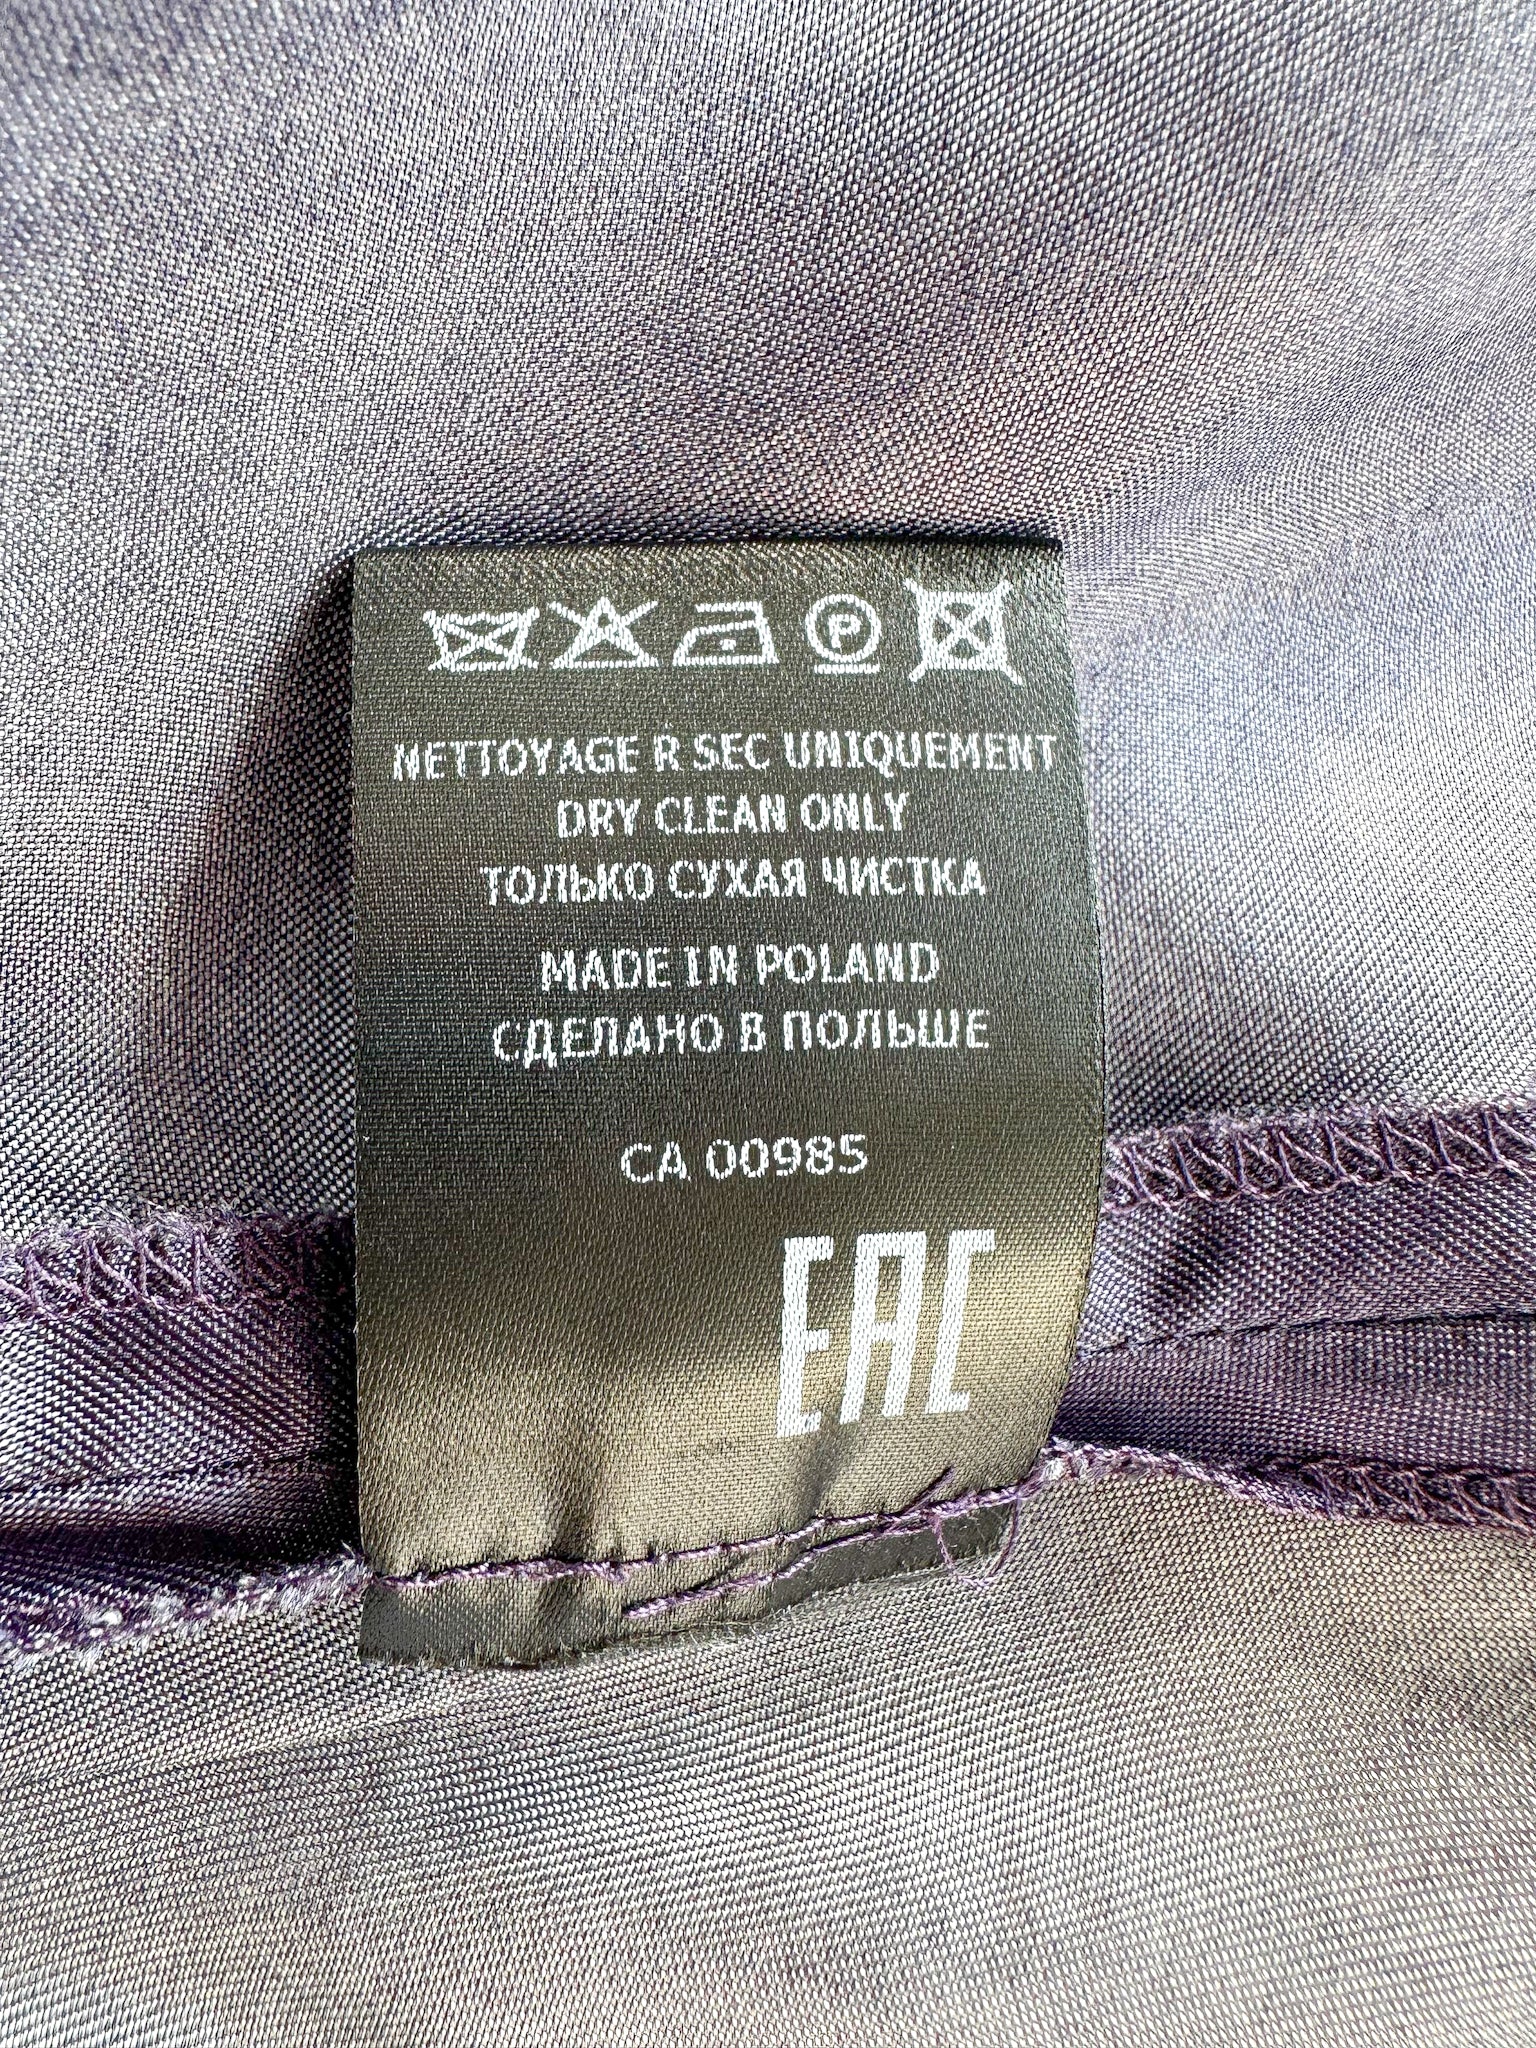 P
NETTOYAGE R SEC UNIQUEMENT
DRY CLEAN ONLY
ТОЛЬКО СУХАЯ ЧИСТКА
MADE IN POLAND
СДЕЛАНО В ПОЛЬШЕ
CA 00985
EAC